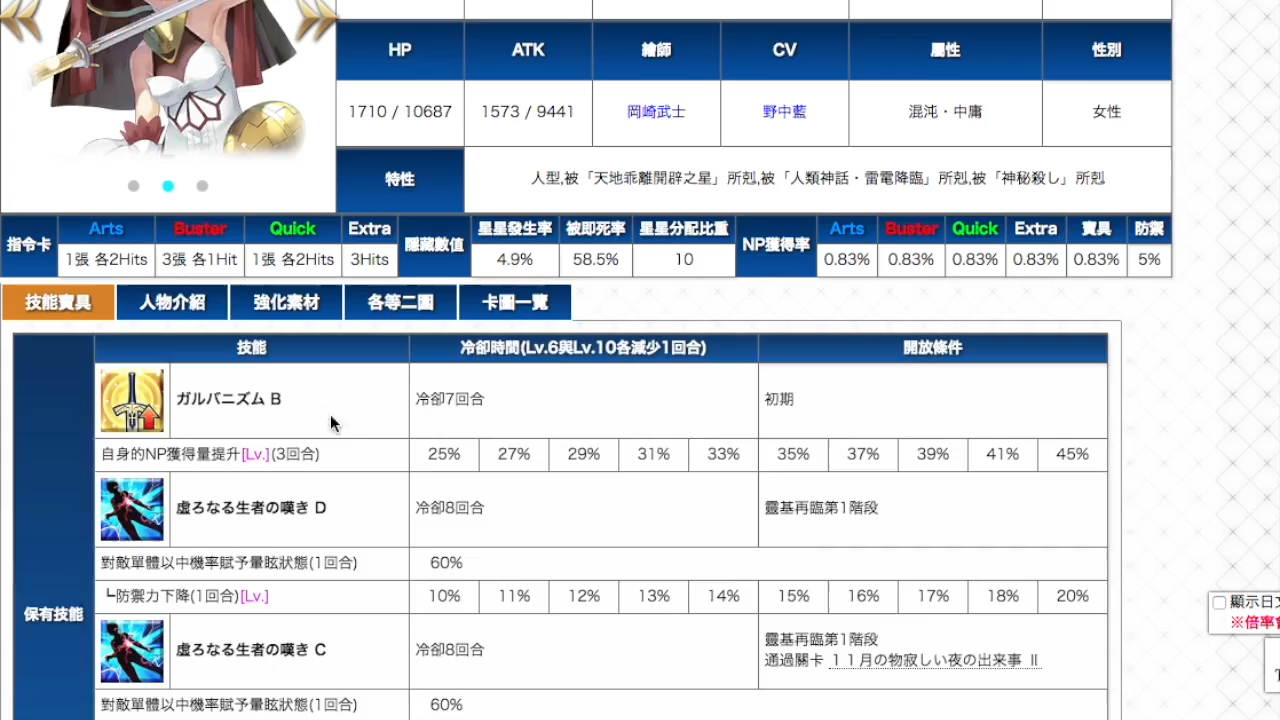 HP ATK 繪師 CV 屬性 性別
1710 / 10687 1573 / 9441 岡崎武士 野中藍 混沌・中庸 女性
特性 人型,被「天地乖離開辟之星」所剋,被「人類神話・雷電降臨」所剋,被「神秘殺し」所剋
指令卡 Arts Buster Quick Extra 隱藏數值 星星發生率 被即死率 星星分配比重 NP獲得率 Arts Buster Quick Extra 寶具 防禦
1張 各2Hits 3張 各1Hit 1張 各2Hits 3Hits 4.9% 58.5% 10 0.83% 0.83% 0.83% 0.83% 0.83% 5%
技能寶具 人物介紹 強化素材 各等二圍 卡圖一覽
技能 冷卻時間(Lv.6與Lv.10各減少1回合) 開放條件
ガルバニズム B 冷卻7回合 初期
自身的NP獲得量提升[Lv.](3回合) 25% 27% 29% 31% 33% 35% 37% 39% 41% 45%
虚ろなる生者の嘆き D 冷卻8回合 靈基再臨第1階段
對敵單體以中機率賦予暈眩狀態(1回合) 60%
┗防禦力下降(1回合)[Lv.] 10% 11% 12% 13% 14% 15% 16% 17% 18% 20%
保有技能
虚ろなる生者の嘆き C 冷卻8回合 靈基再臨第1階段
通過關卡 １１月の物寂しい夜の出来事 Ⅱ
對敵單體以中機率賦予暈眩狀態(1回合) 60%
顯示日文
※倍率